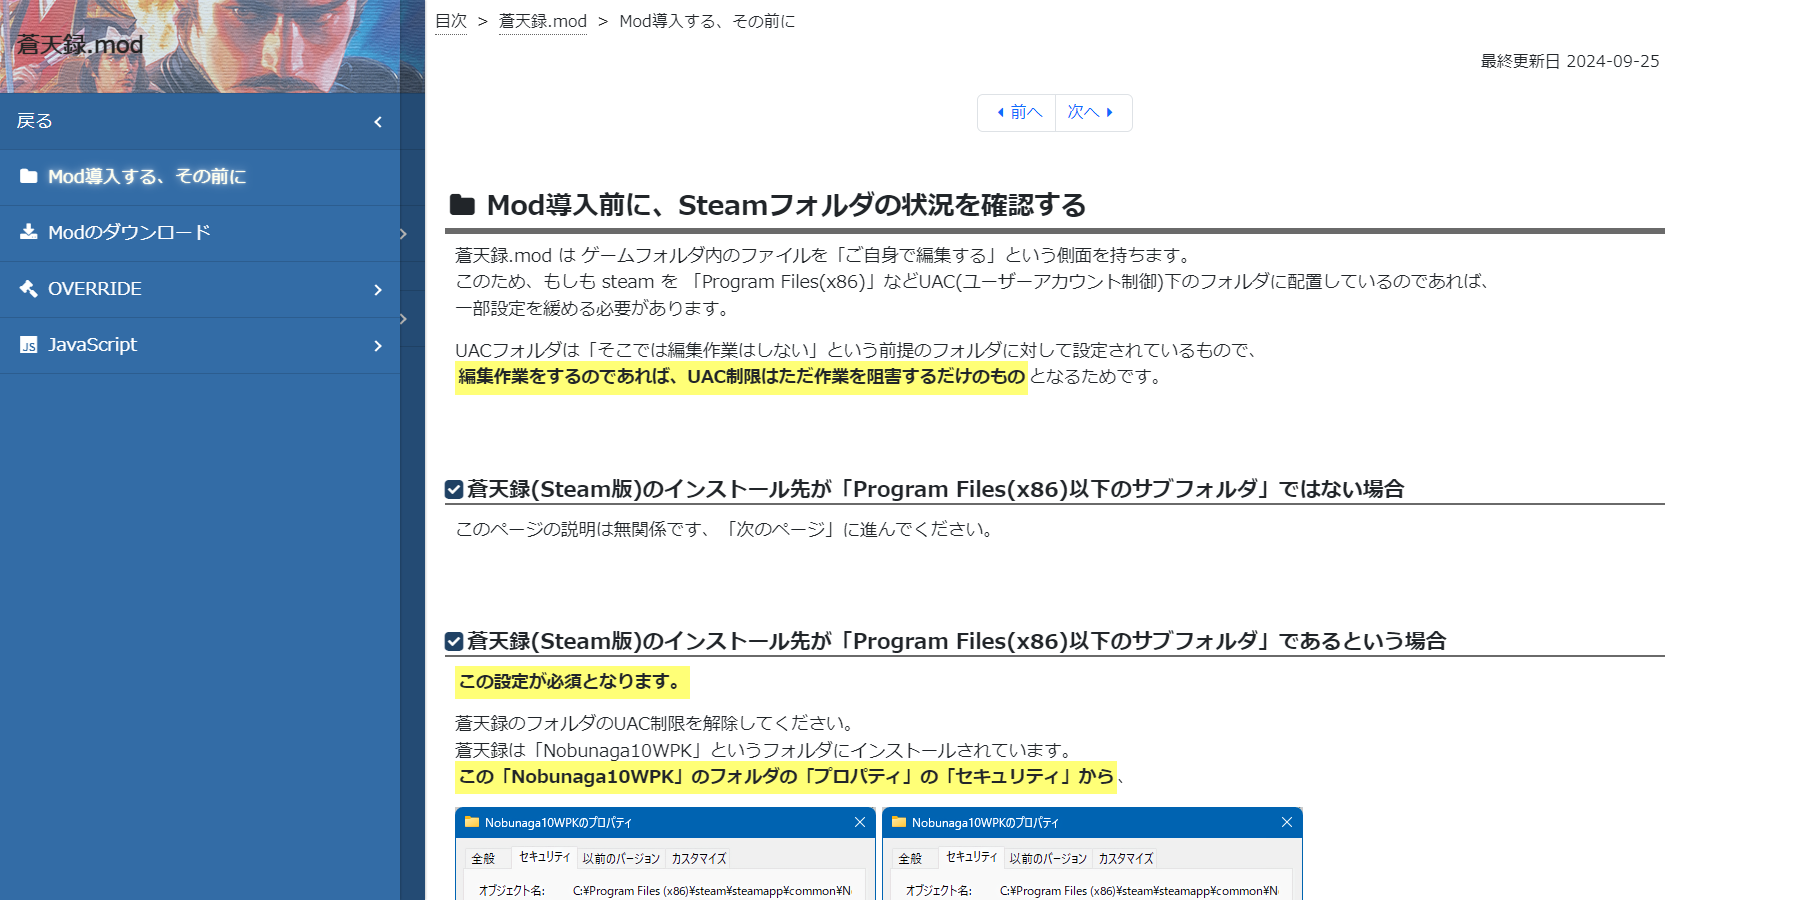 蒼天録.mod
戻る
Mod導入する、その前に
Modのダウンロード
OVERRIDE
JavaScript
目次 > 蒼天録.mod > Mod導入する、その前に
最終更新日 2024-09-25
前へ 次へ
Mod導入前に、Steamフォルダの状況を確認する
蒼天録.mod は ゲームフォルダ内のファイルを「ご自身で編集する」という側面を持ちます。
このため、もしも steam を 「Program Files(x86)」などUAC(ユーザーアカウント制御)下のフォルダに配置しているのであれば、
一部設定を緩める必要があります。
UACフォルダは「そこでは編集作業はしない」という前提のフォルダに対して設定されているもので、
編集作業をするのであれば、UAC制限はただ作業を阻害するだけのものとなるためです。
蒼天録(Steam版)のインストール先が「Program Files(x86)以下のサブフォルダ」ではない場合
このページの説明は無関係です、「次のページ」に進んでください。
蒼天録(Steam版)のインストール先が「Program Files(x86)以下のサブフォルダ」であるという場合
この設定が必須となります。
蒼天録のフォルダのUAC制限を解除してください。
蒼天録は「Nobunaga10WPK」というフォルダにインストールされています。
この「Nobunaga10WPK」のフォルダの「プロパティ」の「セキュリティ」から、
Nobunaga10WPKのプロパティ
全般 セキュリティ 以前のバージョン カスタマイズ
オブジェクト名: C:¥Program Files (x86)¥steam¥steamapp¥common¥N
Nobunaga10WPKのプロパティ
全般 セキュリティ 以前のバージョン カスタマイズ
オブジェクト名: C:¥Program Files (x86)¥steam¥steamapp¥common¥N